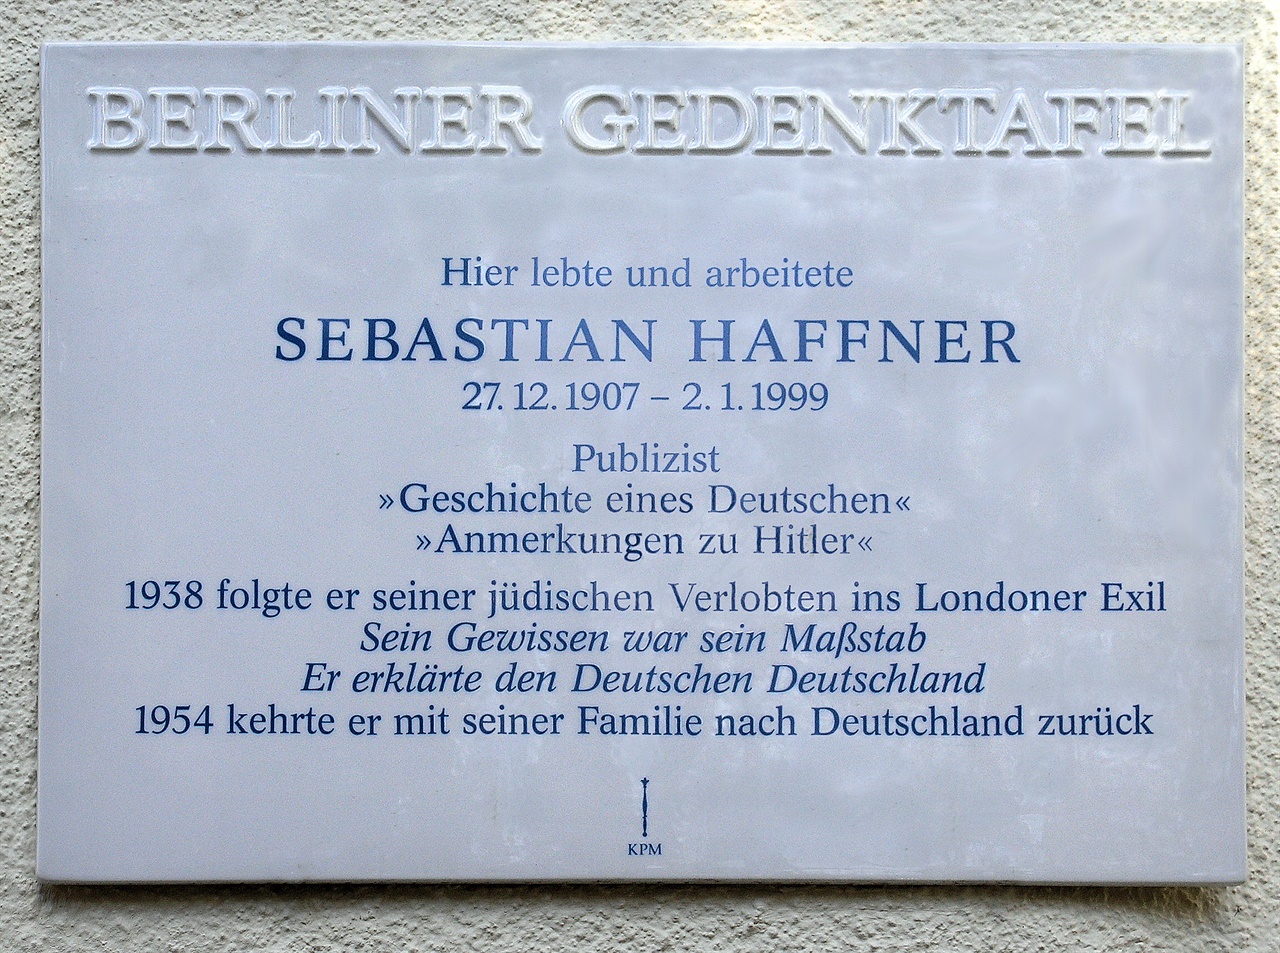 BERLINER GEDENKTAFEL
Hier lebte und arbeitete
SEBASTIAN HAFFNER
27. 12. 1907 – 2. 1. 1999
Publizist
»Geschichte eines Deutschen«
»Anmerkungen zu Hitler«
1938 folgte er seiner jüdischen Verlobten ins Londoner Exil
Sein Gewissen war sein Maßstab
Er erklärte den Deutschen Deutschland
1954 kehrte er mit seiner Familie nach Deutschland zurück
KPM